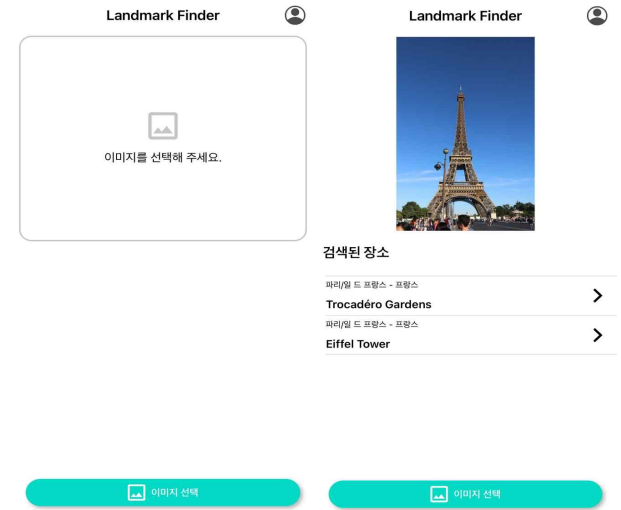 Landmark Finder
이미지를 선택해 주세요.
이미지 선택
Landmark Finder
검색된 장소
파리/일 드 프랑스 - 프랑스
Trocadéro Gardens
파리/일 드 프랑스 - 프랑스
Eiffel Tower
이미지 선택